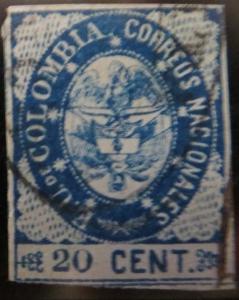 E.U. DE COLOMBIA. CORREOS NACIONALES
20 CENT.